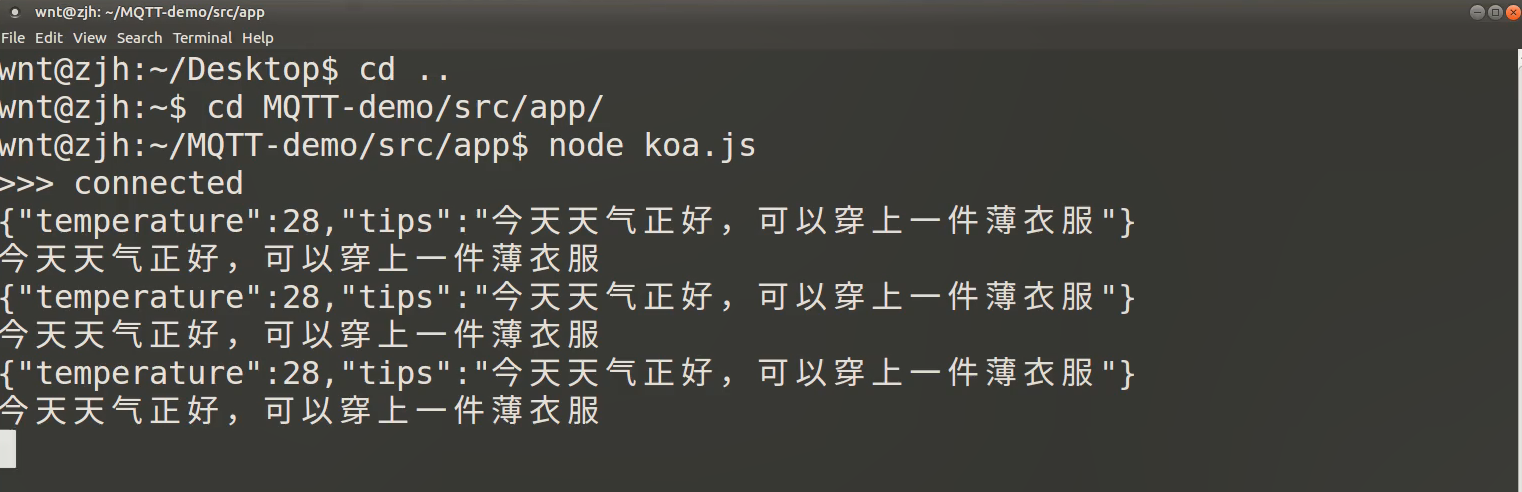 wnt@zjh: ~/MQTT-demo/src/app
File Edit View Search Terminal Help
wnt@zjh:~/Desktop$ cd ..
wnt@zjh:~$ cd MQTT-demo/src/app/
wnt@zjh:~/MQTT-demo/src/app$ node koa.js
>>> connected
{"temperature":28,"tips":"今天天气正好，可以穿上一件薄衣服"}
今天天气正好，可以穿上一件薄衣服
{"temperature":28,"tips":"今天天气正好，可以穿上一件薄衣服"}
今天天气正好，可以穿上一件薄衣服
{"temperature":28,"tips":"今天天气正好，可以穿上一件薄衣服"}
今天天气正好，可以穿上一件薄衣服